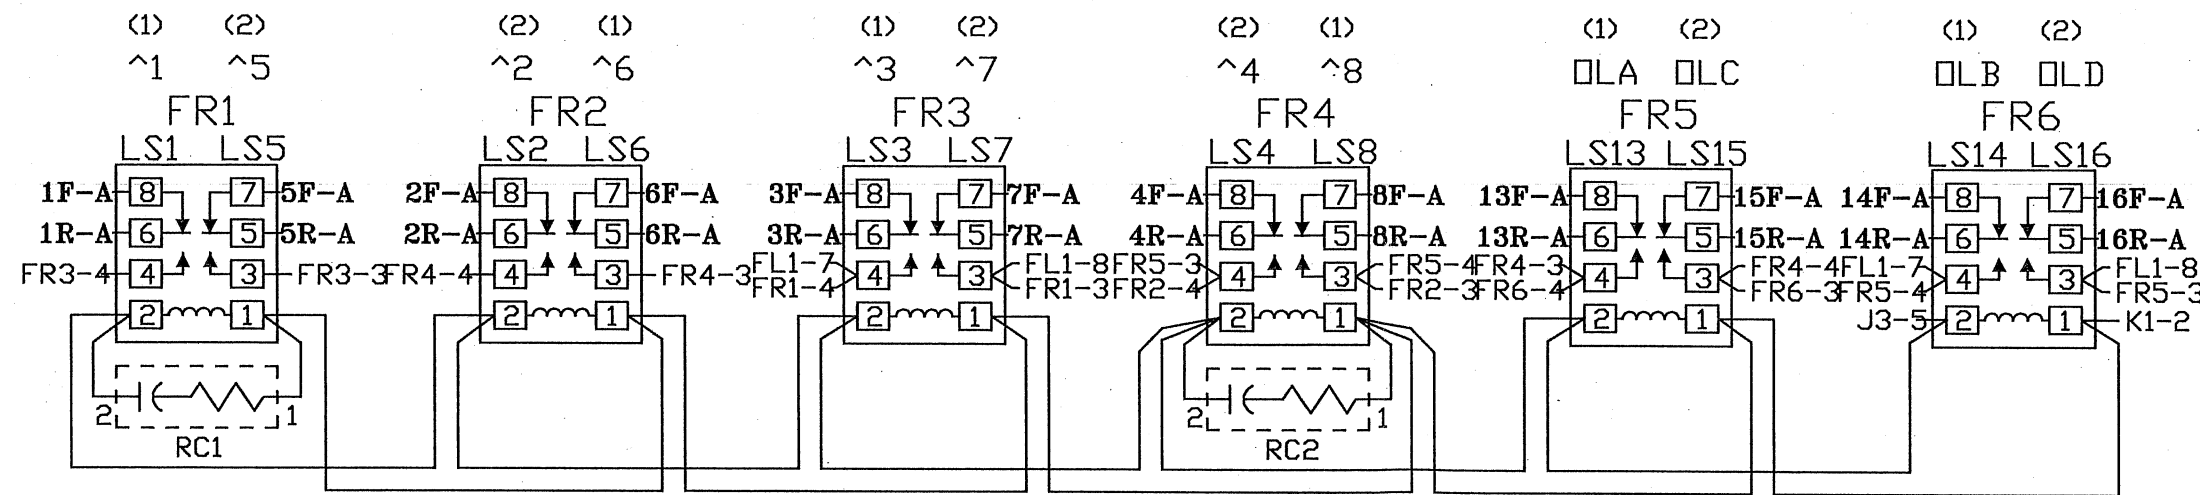 (1) (2) (2) (1) (1) (2) (2) (1) (1) (2) (1) (2)
^1 ^5 ^2 ^6 ^3 ^7 ^4 ^8 OLA OLC OLB OLD
FR1 FR2 FR3 FR4 FR5 FR6
LS1 LS5 LS2 LS6 LS3 LS7 LS4 LS8 LS13 LS15 LS14 LS16
1F-A 8 7 5F-A 2F-A 8 7 6F-A 3F-A 8 7 7F-A 4F-A 8 7 8F-A 13F-A 8 7 15F-A 14F-A 8 7 16F-A
1R-A 6 5 5R-A 2R-A 6 5 6R-A 3R-A 6 5 7R-A 4R-A 6 5 8R-A 13R-A 6 5 15R-A 14R-A 6 5 16R-A
FL1-7 FL1-8 FR5-3 FR5-4 FR4-3 FR4-4 FL1-7 FL1-8
FR3-4 4 3 FR3-3 FR4-4 4 3 FR4-3 4 3 4 3 4 3 4 3
FR1-4 FR1-3 FR2-4 FR2-3 FR6-4 FR6-3 FR5-4 FR5-3
2 1 2 1 2 1 2 1 2 1 J3-5 2 1 K1-2
2 1 2 1
RC1 RC2